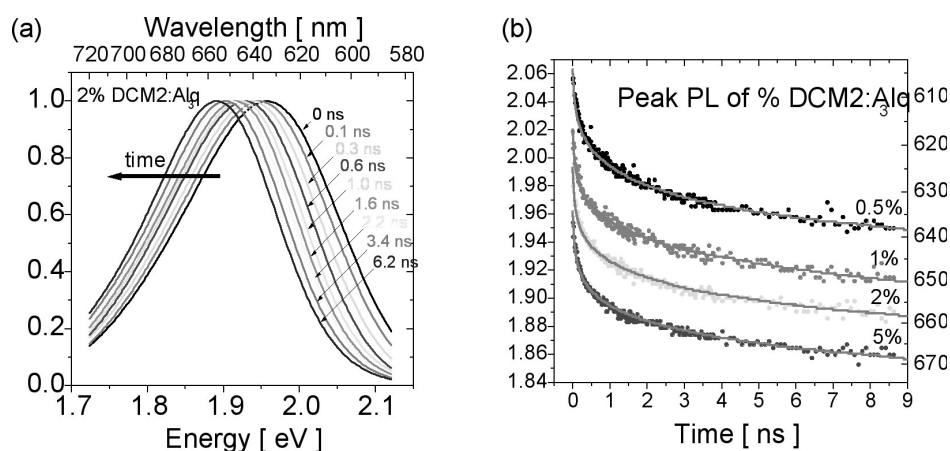 (a)
Wavelength [ nm ]
720 700 680 660 640 620 600 580
2% DCM2:Alq3
1.0
0.8
0.6
0.4
0.2
0.0
time
0 ns
0.1 ns
0.3 ns
0.6 ns
1.0 ns
1.6 ns
2.2 ns
3.4 ns
6.2 ns
1.7 1.8 1.9 2.0 2.1
Energy [ eV ]
(b)
Peak PL of % DCM2:Alq3
2.06
2.04
2.02
2.00
1.98
1.96
1.94
1.92
1.90
1.88
1.86
1.84
0.5%
1%
2%
5%
610
620
630
640
650
660
670
0 1 2 3 4 5 6 7 8 9
Time [ ns ]